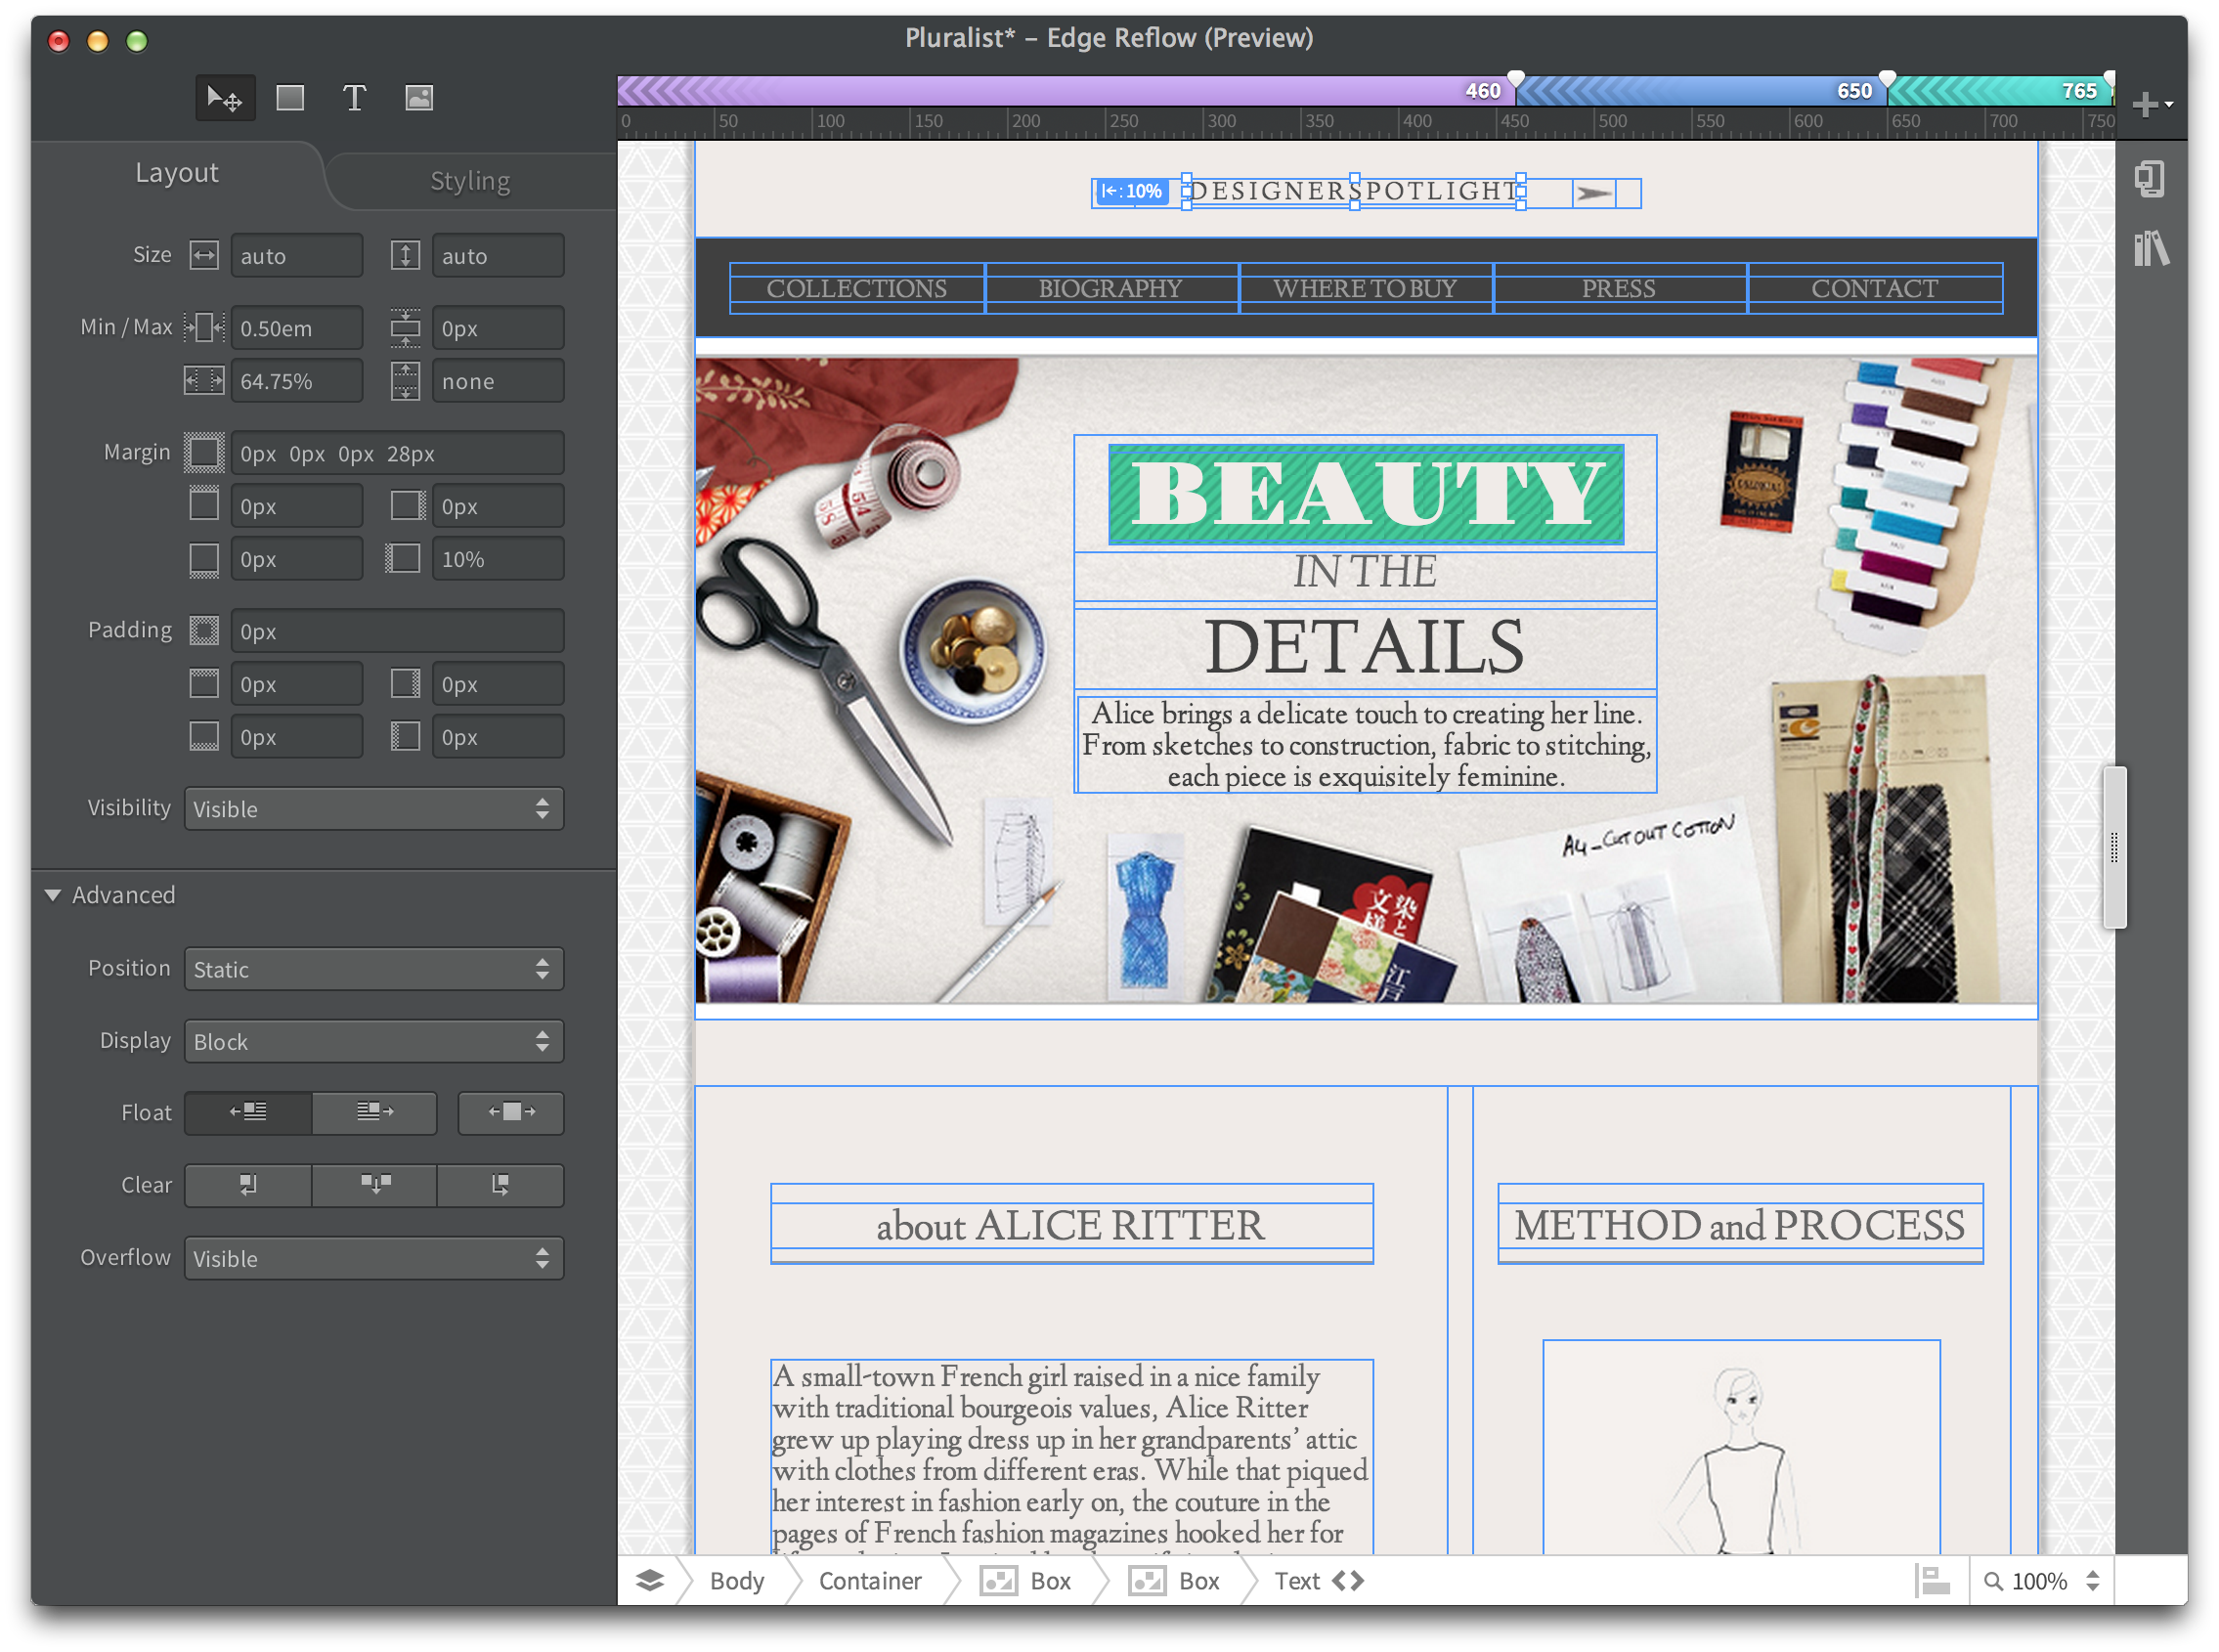 Pluralist* – Edge Reflow (Preview)
T
460
650
765
0 50 100 150 200 250 300 350 400 450 500 550 600 650 700 750
Layout
Styling
Size auto auto
Min / Max 0.50em 0px
64.75% none
Margin 0px 0px 0px 28px
0px 0px
0px 10%
Padding 0px
0px 0px
0px 0px
Visibility Visible
Advanced
Position Static
Display Block
Float
Clear
Overflow Visible
: 10%
DESIGNERSPOTLIGHT
COLLECTIONS BIOGRAPHY WHERE TO BUY PRESS CONTACT
BEAUTY
IN THE
DETAILS
Alice brings a delicate touch to creating her line.
From sketches to construction, fabric to stitching,
each piece is exquisitely feminine.
A4_CUT OUT COTTON
染と
文様
江戸
about ALICE RITTER
METHOD and PROCESS
A small-town French girl raised in a nice family
with traditional bourgeois values, Alice Ritter
grew up playing dress up in her grandparents’ attic
with clothes from different eras. While that piqued
her interest in fashion early on, the couture in the
pages of French fashion magazines hooked her for
Body Container Box Box Text
100%